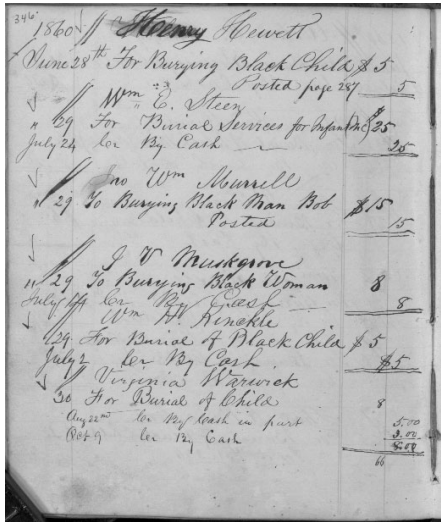 346
1860 Henry Hewett
June 28th For Burying Black Child $5
Posted page 287 5
Wm E. Steen
" 29 For Burial Services for Infant $25
July 24 Cr By Cash 25
Jno Wm Murrell
" 29 To Burying Black Man Bob $15
Posted 15
J V Muskgrove
" 29 To Burying Black Woman 8
July Cr By Cash 8
Wm H. Hinckle
" 29 For Burial of Black Child $5
July 2 Cr By Cash $5
Virginia Warwick
30 For Burial of Child 8
Aug 22nd Cr By Cash in part 5.00
Oct 9 Cr By Cash 3.00
8.00
66